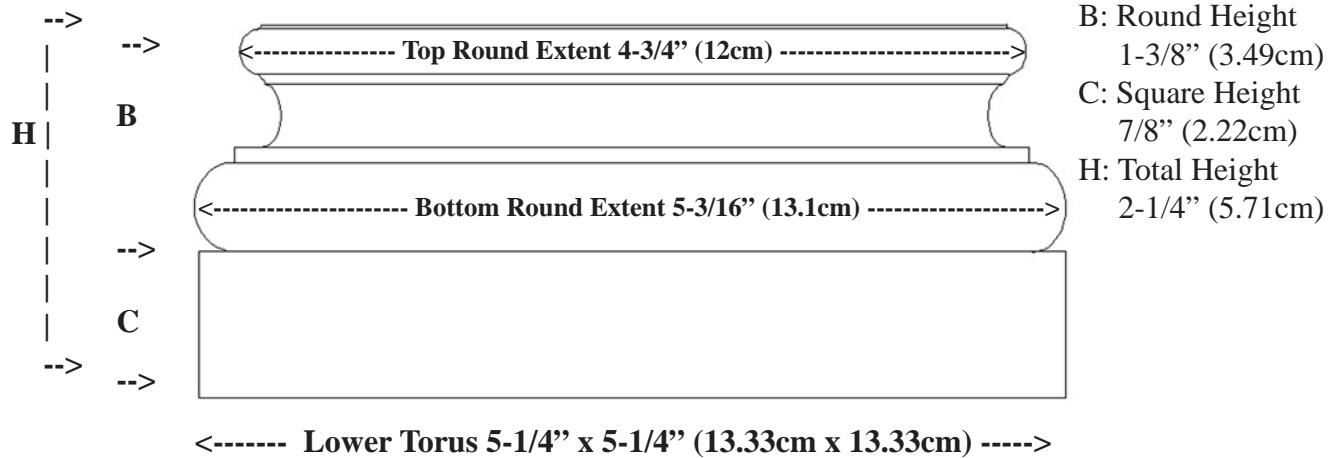 --> B: Round Height
--> <---------------- Top Round Extent 4-3/4” (12cm) ----------------> 1-3/8” (3.49cm)
C: Square Height
B 7/8” (2.22cm)
H H: Total Height
2-1/4” (5.71cm)
<---------------------- Bottom Round Extent 5-3/16” (13.1cm) -------------------->
-->
C
-->
-->
<------- Lower Torus 5-1/4” x 5-1/4” (13.33cm x 13.33cm) ----->